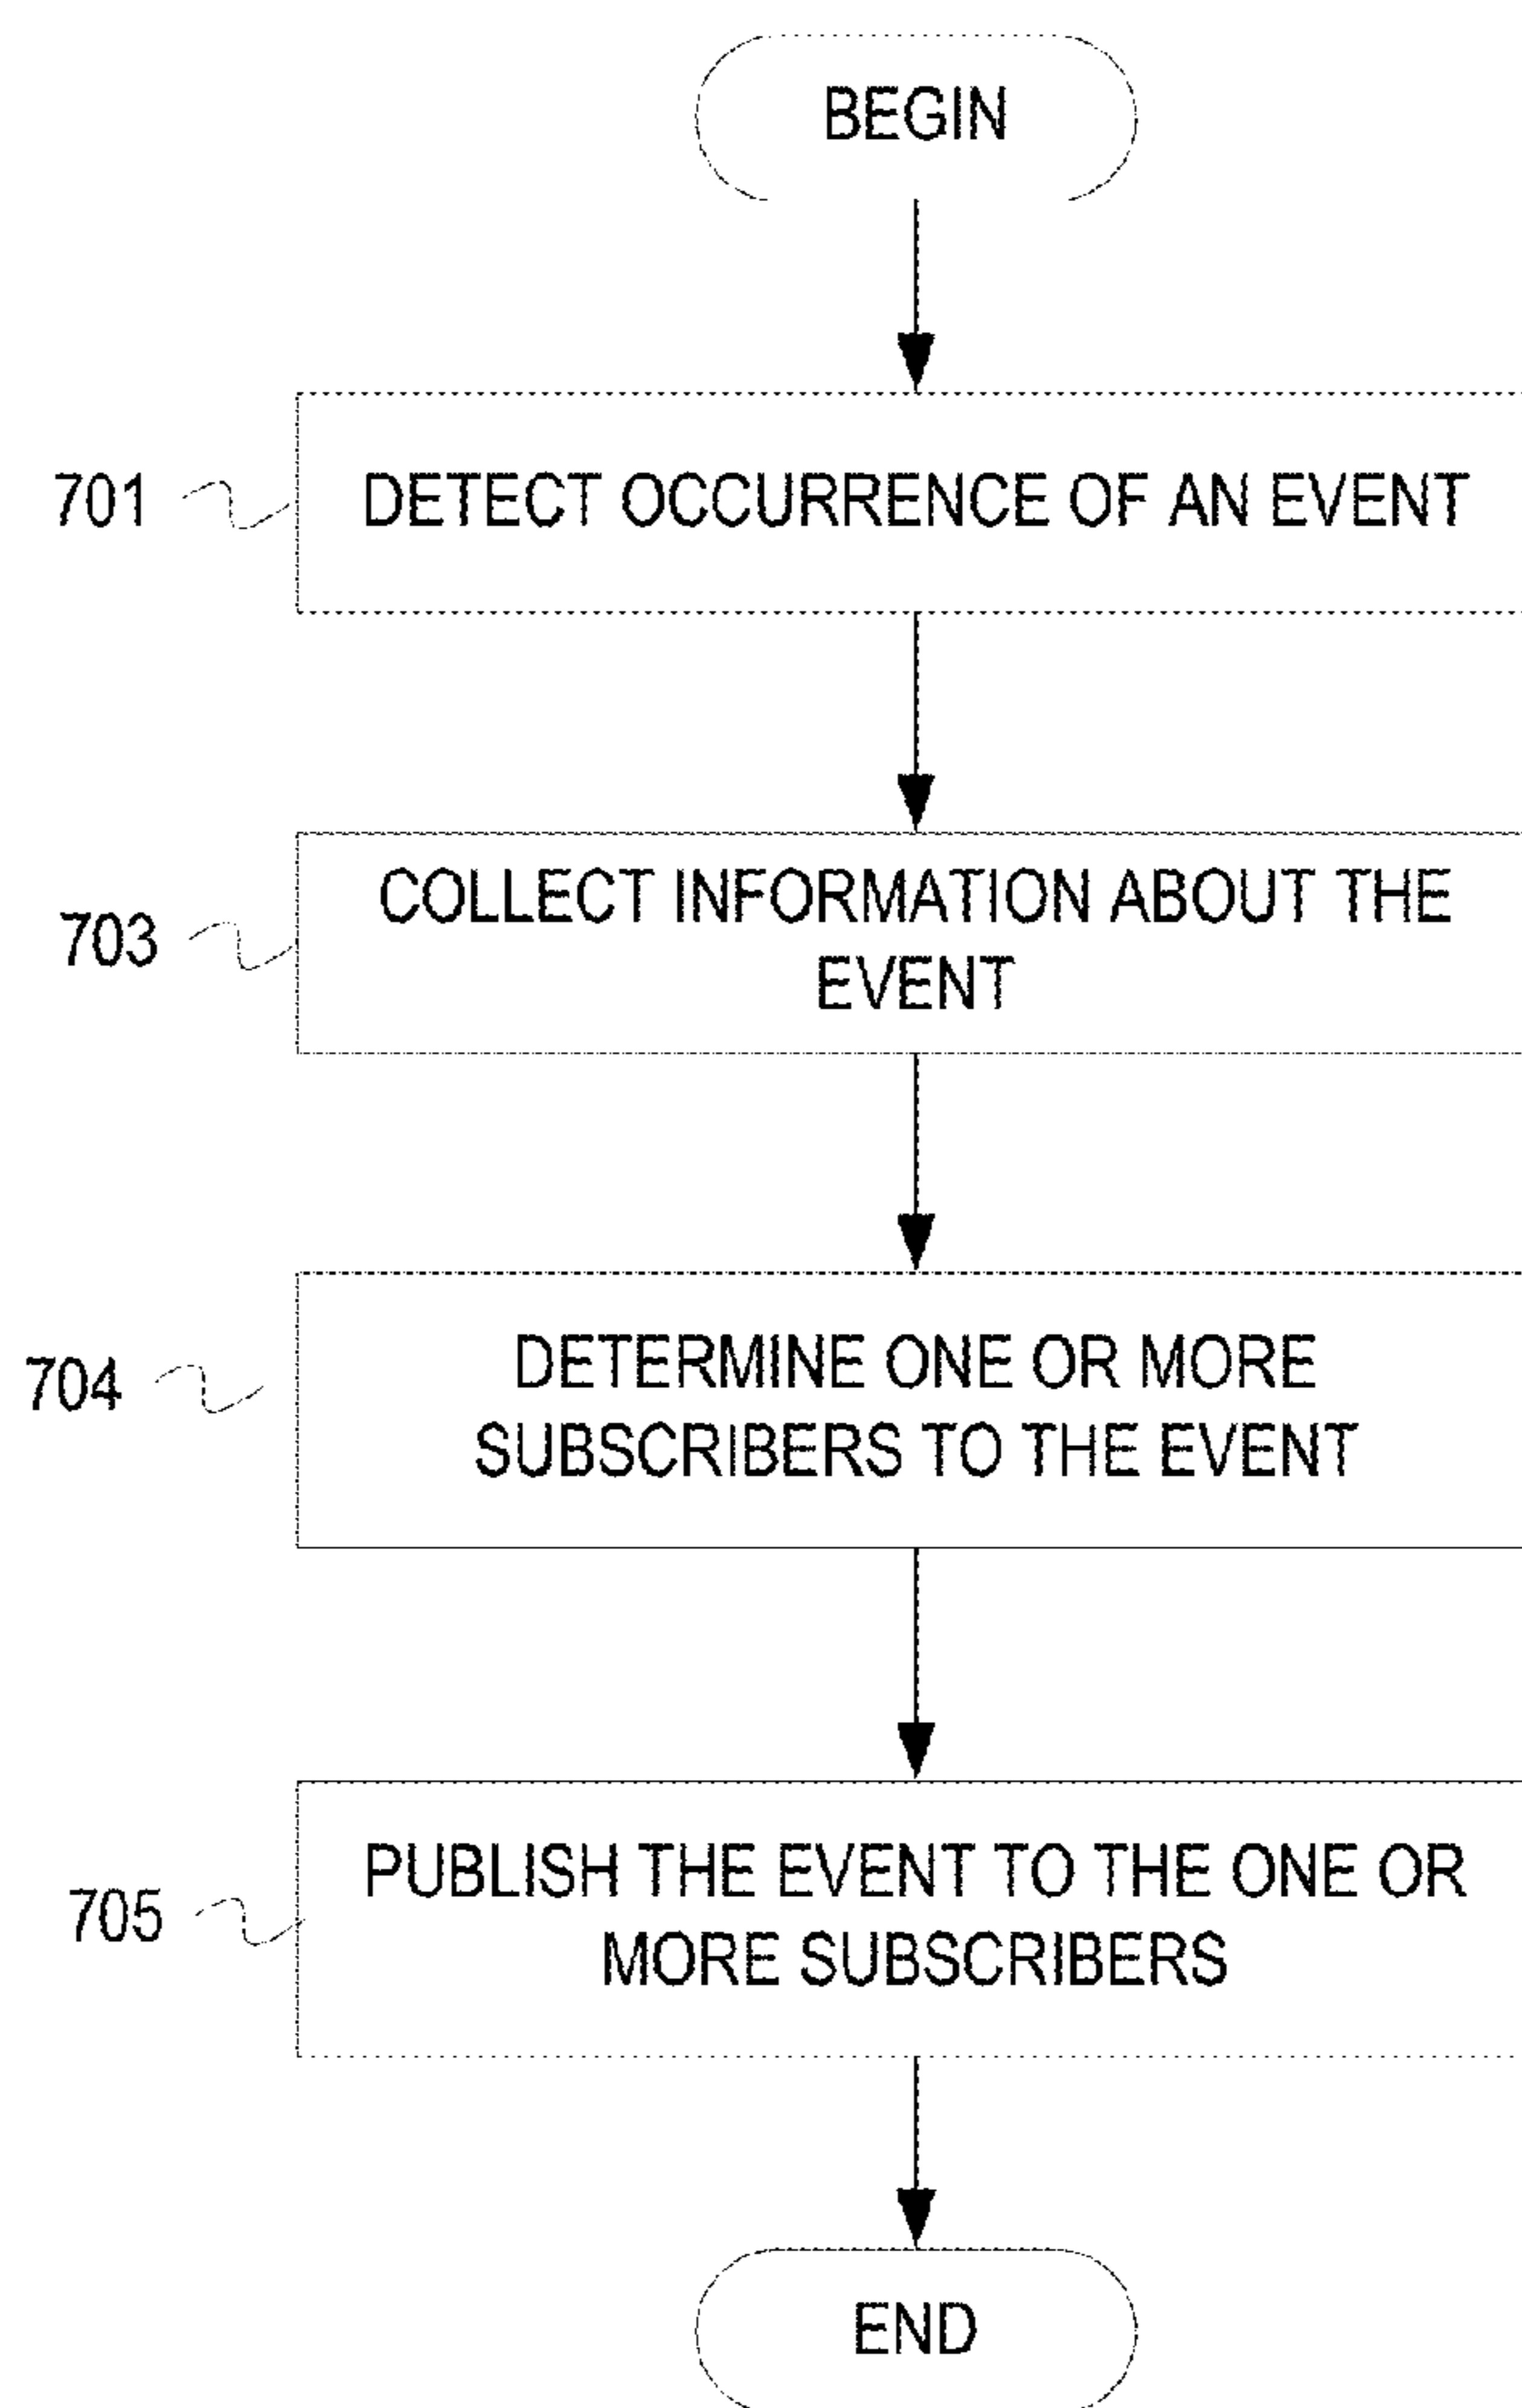 BEGIN
701 DETECT OCCURRENCE OF AN EVENT
703 COLLECT INFORMATION ABOUT THE
EVENT
704 DETERMINE ONE OR MORE
SUBSCRIBERS TO THE EVENT
705 PUBLISH THE EVENT TO THE ONE OR
MORE SUBSCRIBERS
END